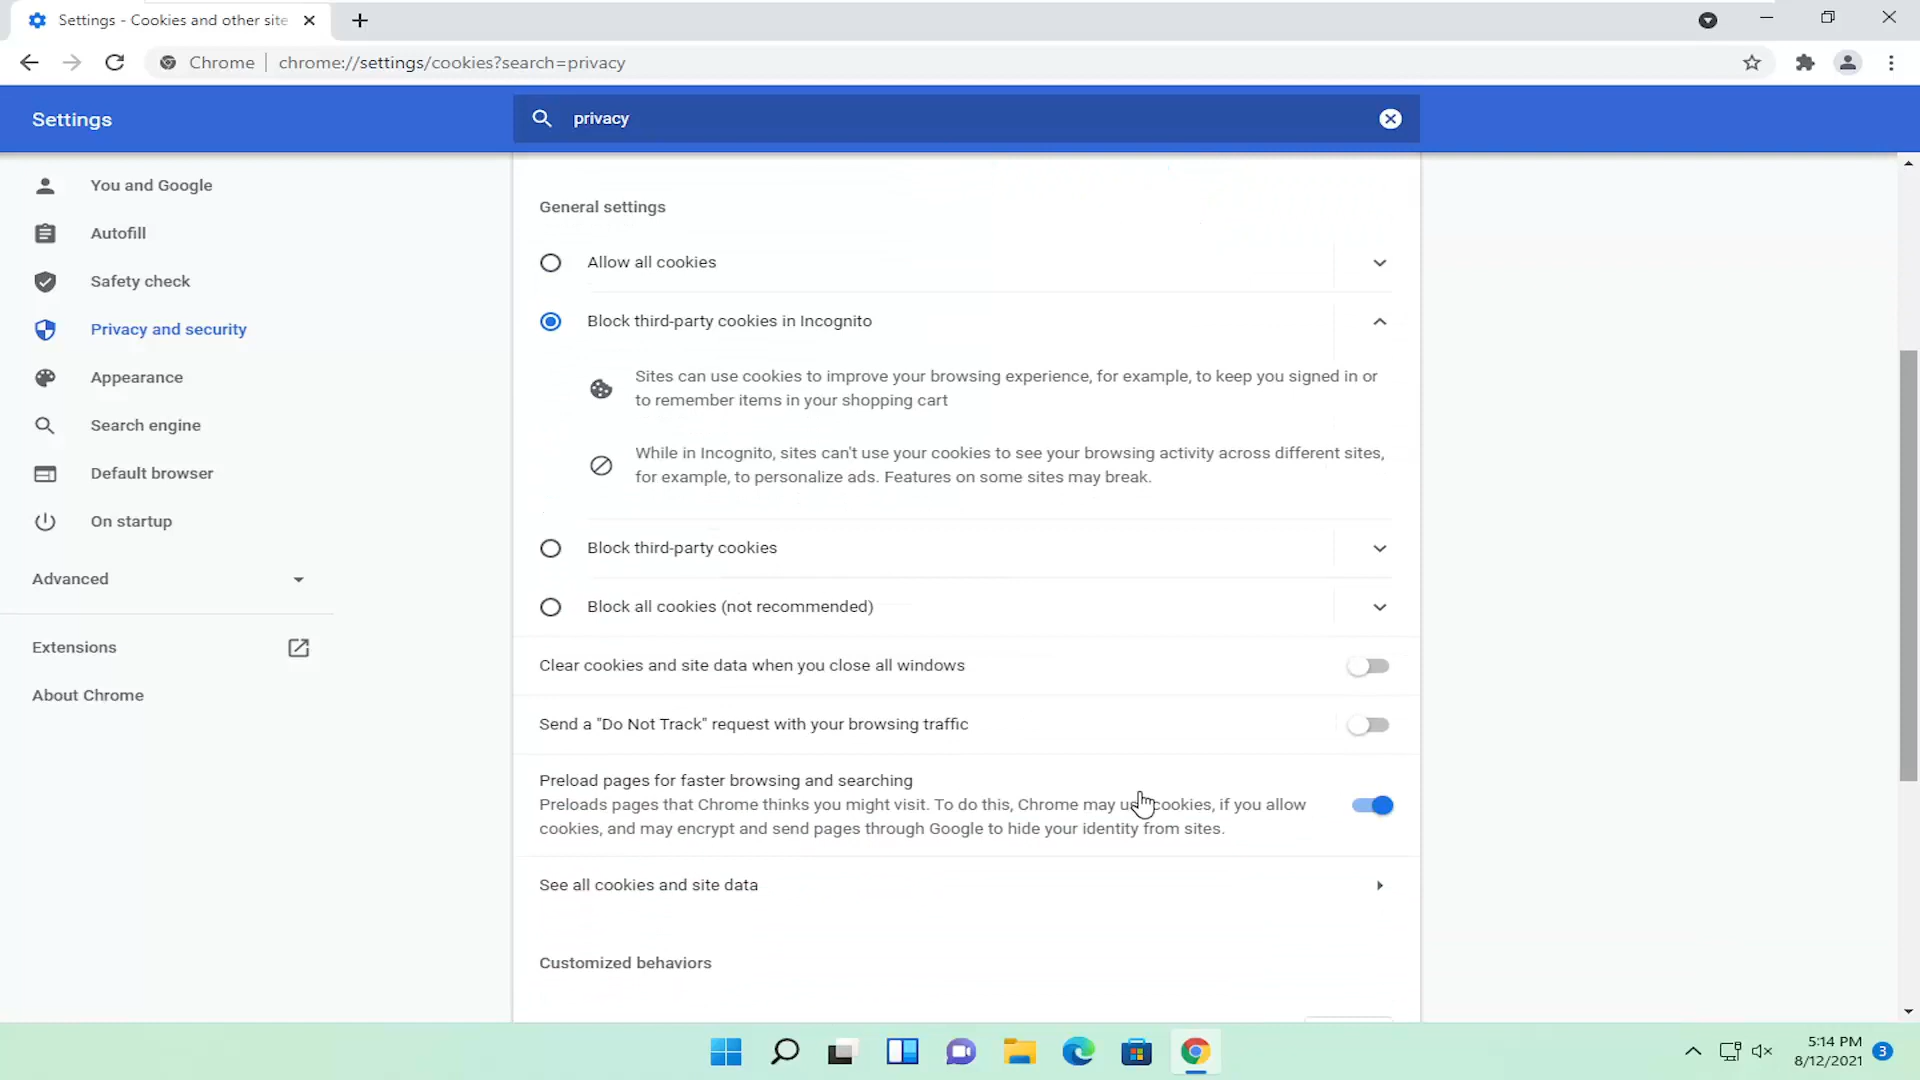 Settings - Cookies and other site
Chrome
chrome://settings/cookies?search=privacy
Settings
privacy
You and Google
Autofill
Safety check
Privacy and security
Appearance
Search engine
Default browser
On startup
Advanced
Extensions
About Chrome
General settings
Allow all cookies
Block third-party cookies in Incognito
Sites can use cookies to improve your browsing experience, for example, to keep you signed in or
to remember items in your shopping cart
While in Incognito, sites can't use your cookies to see your browsing activity across different sites,
for example, to personalize ads. Features on some sites may break.
Block third-party cookies
Block all cookies (not recommended)
Clear cookies and site data when you close all windows
Send a "Do Not Track" request with your browsing traffic
Preload pages for faster browsing and searching
Preloads pages that Chrome thinks you might visit. To do this, Chrome may cookies, if you allow
cookies, and may encrypt and send pages through Google to hide your identity from sites.
See all cookies and site data
Customized behaviors
5:14 PM
8/12/2021
3